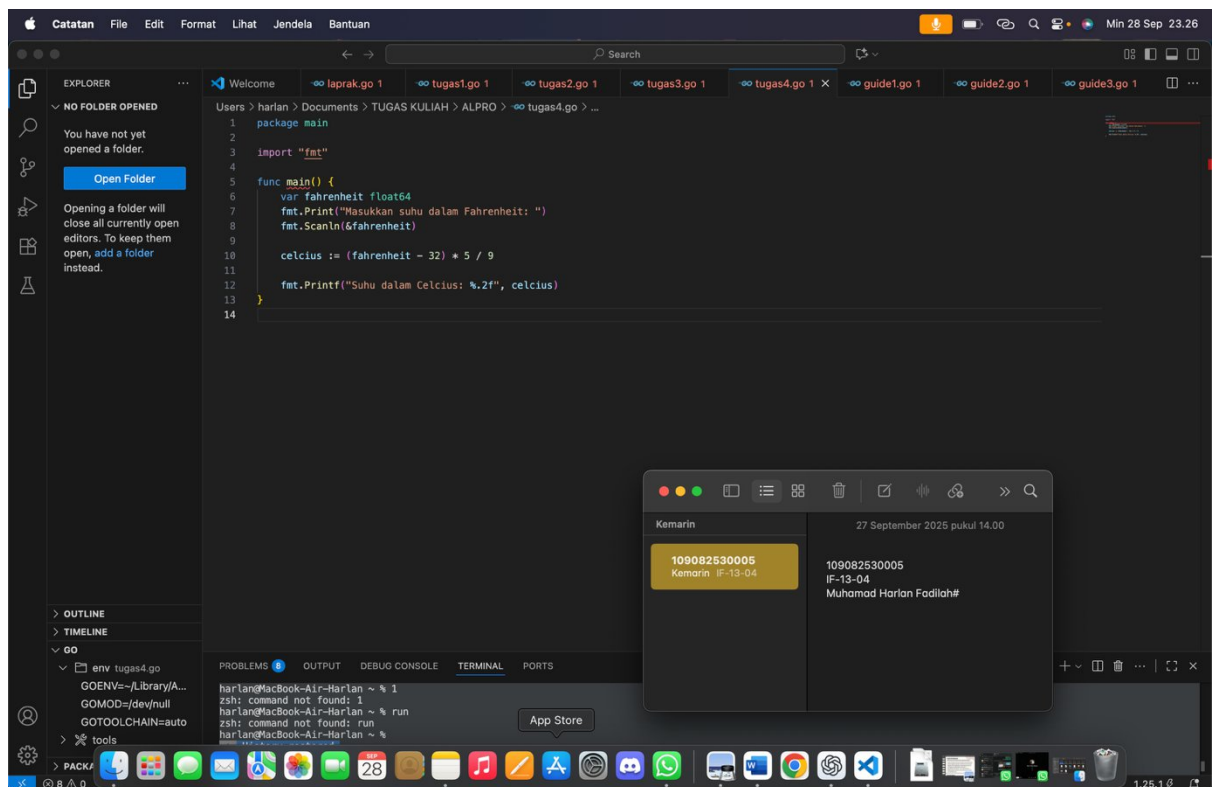 Catatan File Edit Format Lihat Jendela Bantuan
Min 28 Sep 23.26
Search
EXPLORER ...
NO FOLDER OPENED
You have not yet
opened a folder.
Open Folder
Opening a folder will
close all currently open
editors. To keep them
open, add a folder
instead.
OUTLINE
TIMELINE
GO
env tugas4.go
GOENV=~/Library/A...
GOMOD=/dev/null
GOTOOLCHAIN=auto
tools
PACKA
8 0
Welcome laprak.go 1 tugas1.go 1 tugas2.go 1 tugas3.go 1 tugas4.go 1 guide1.go 1 guide2.go 1 guide3.go 1
Users > harlan > Documents > TUGAS KULIAH > ALPRO > tugas4.go > ...
1 package main
2
3 import "fmt"
4
5 func main() {
6 var fahrenheit float64
7 fmt.Print("Masukkan suhu dalam Fahrenheit: ")
8 fmt.Scanln(&fahrenheit)
9
10 celcius := (fahrenheit - 32) * 5 / 9
11
12 fmt.Printf("Suhu dalam Celcius: %.2f", celcius)
13 }
14
Kemarin
109082530005
Kemarin IF-13-04
27 September 2025 pukul 14.00
109082530005
IF-13-04
Muhamad Harlan Fadilah#
PROBLEMS 8 OUTPUT DEBUG CONSOLE TERMINAL PORTS
harlan@MacBook-Air-Harlan ~ % 1
zsh: command not found: 1
harlan@MacBook-Air-Harlan ~ % run
zsh: command not found: run
harlan@MacBook-Air-Harlan ~ %
App Store
SEP
28
1.25.1